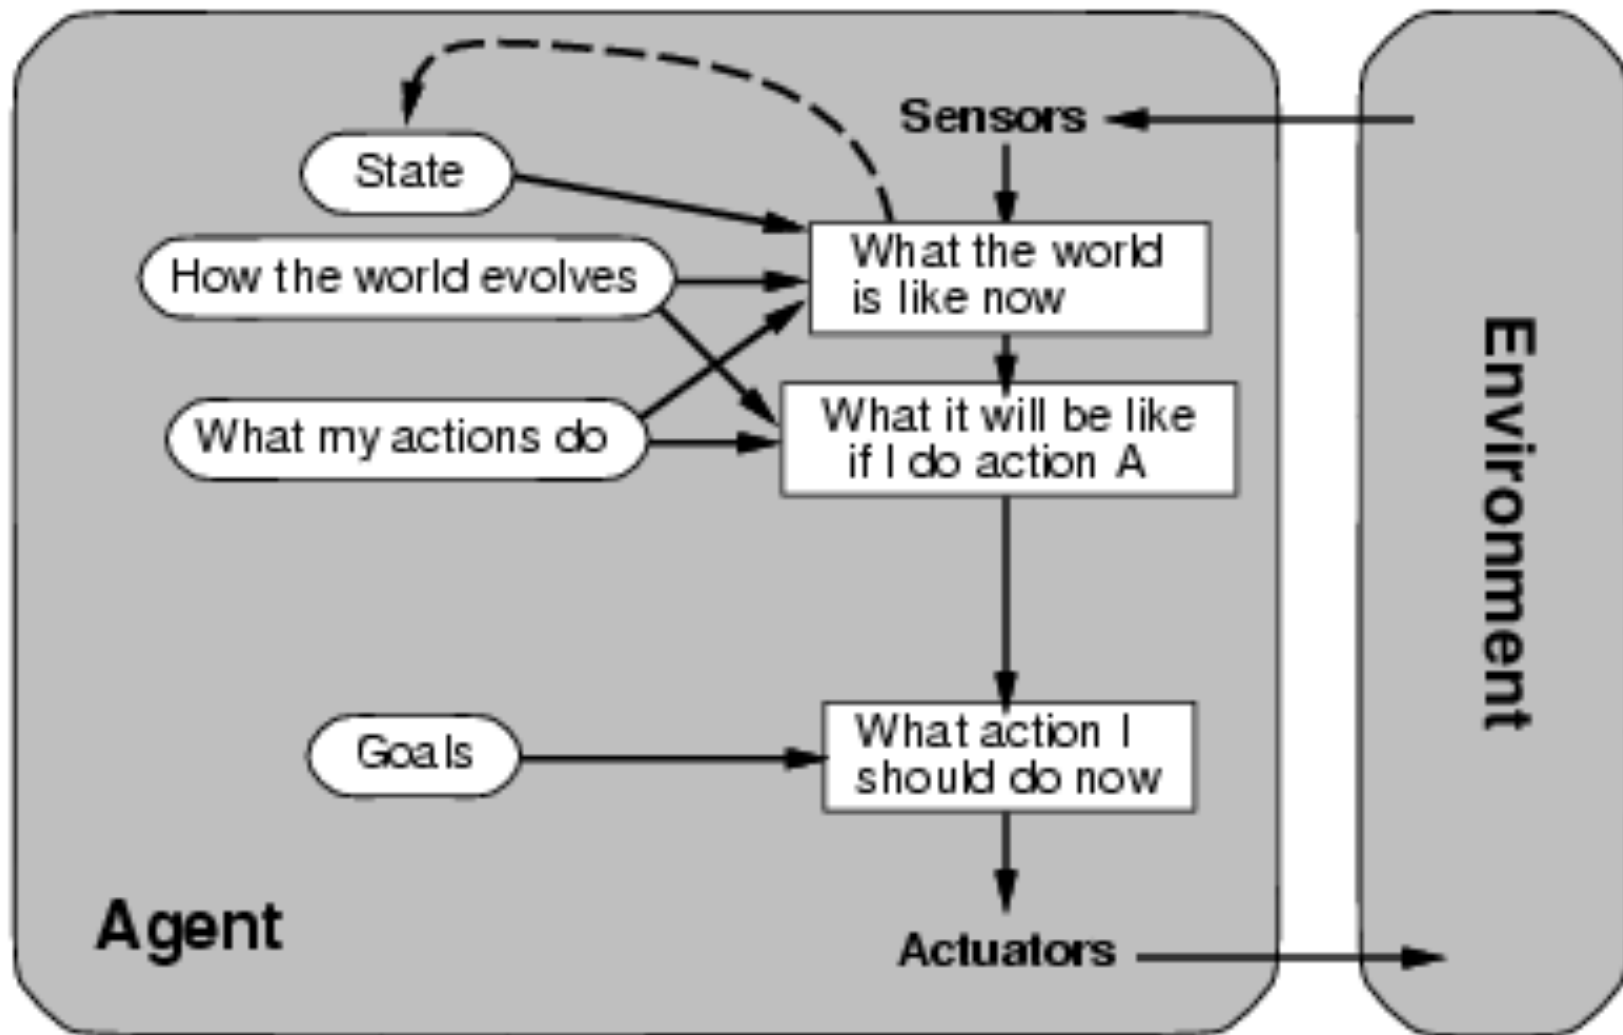 Sensors
State
What the world
is like now
How the world evolves
What my actions do
What it will be like
if I do action A
Environment
Goals
What action I
should do now
Agent
Actuators